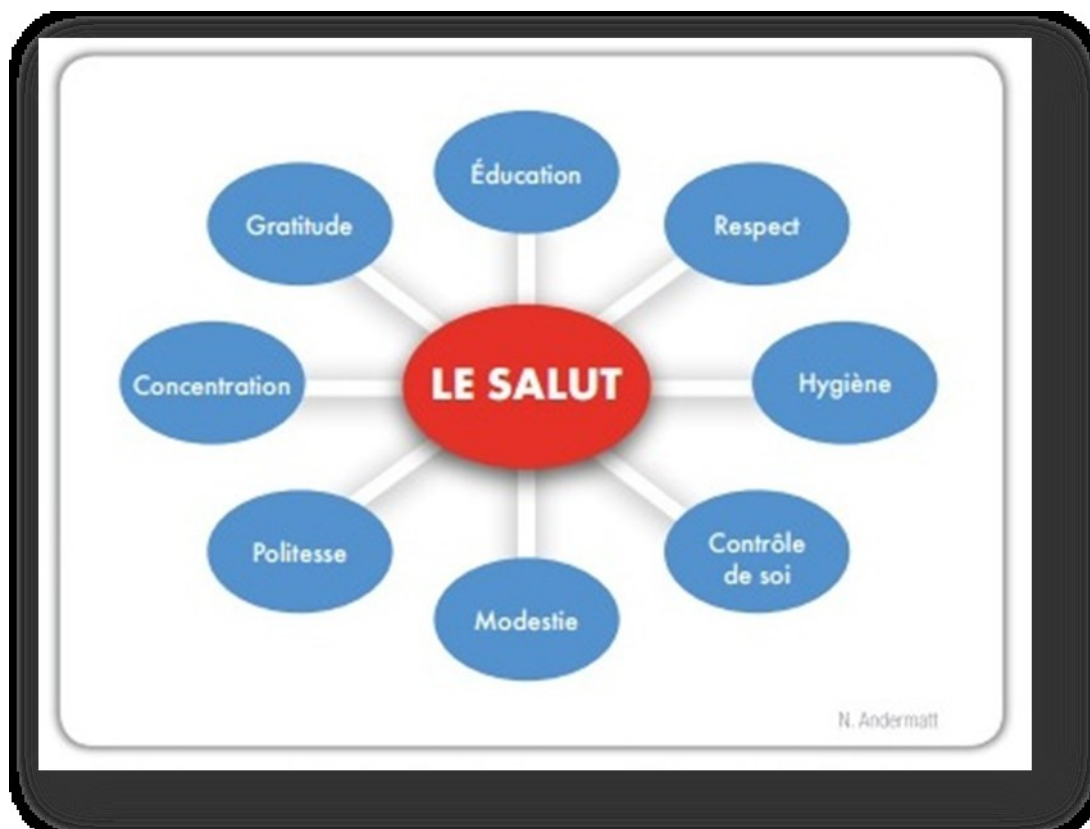 Éducation
Gratitude
Respect
Concentration
LE SALUT
Hygiène
Politesse
Contrôle
de soi
Modestie
N. Andermatt